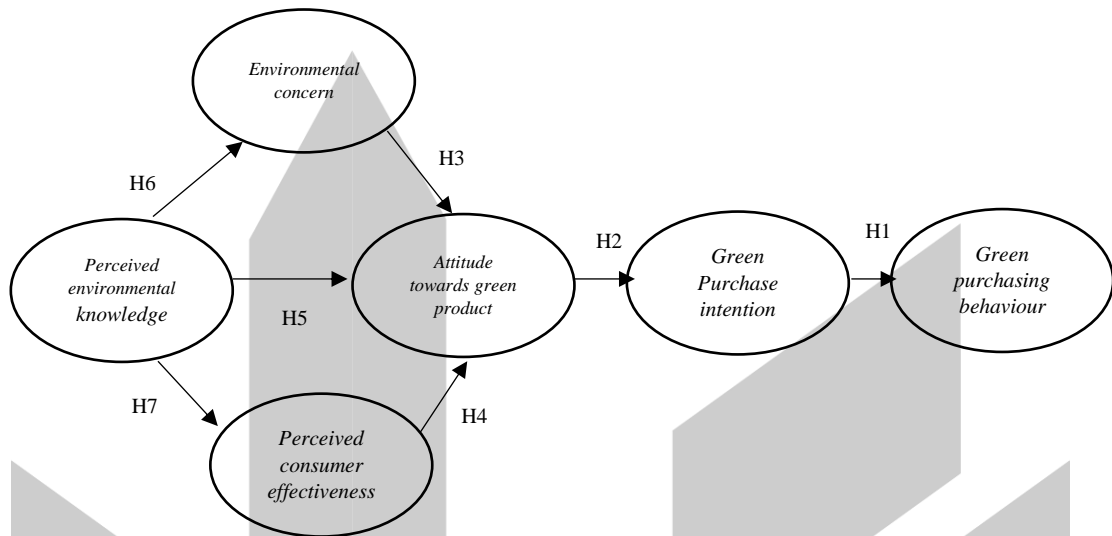 Environmental
concern
H3
H6
Perceived
environmental
knowledge
H5
Attitude
towards green
product
H2
Green
Purchase
intention
H1
Green
purchasing
behaviour
H7
H4
Perceived
consumer
effectiveness